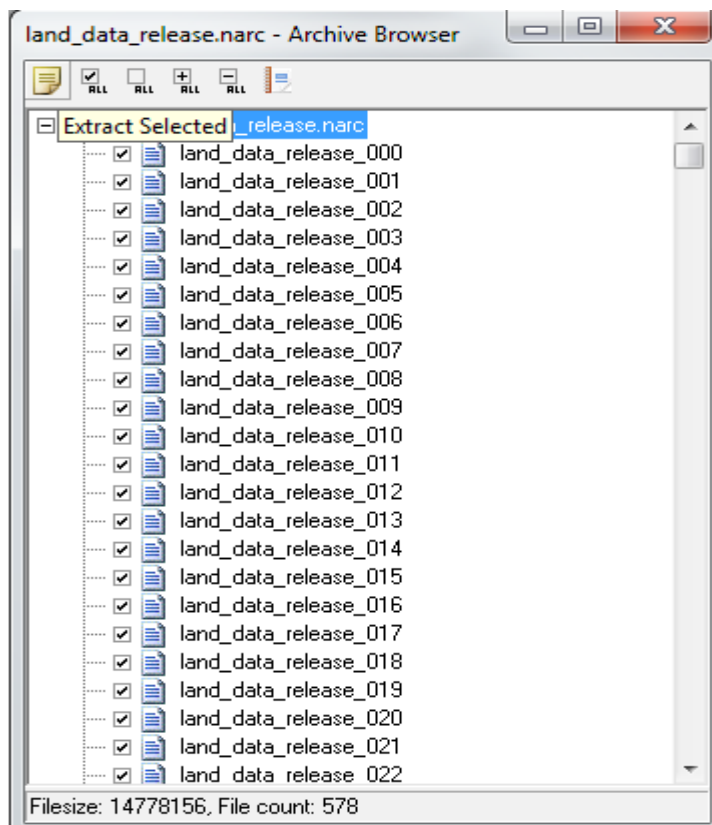 land_data_release.narc - Archive Browser
ALL ALL ALL ALL
Extract Selected _release.narc
land_data_release_000
land_data_release_001
land_data_release_002
land_data_release_003
land_data_release_004
land_data_release_005
land_data_release_006
land_data_release_007
land_data_release_008
land_data_release_009
land_data_release_010
land_data_release_011
land_data_release_012
land_data_release_013
land_data_release_014
land_data_release_015
land_data_release_016
land_data_release_017
land_data_release_018
land_data_release_019
land_data_release_020
land_data_release_021
land_data_release_022
Filesize: 14778156, File count: 578